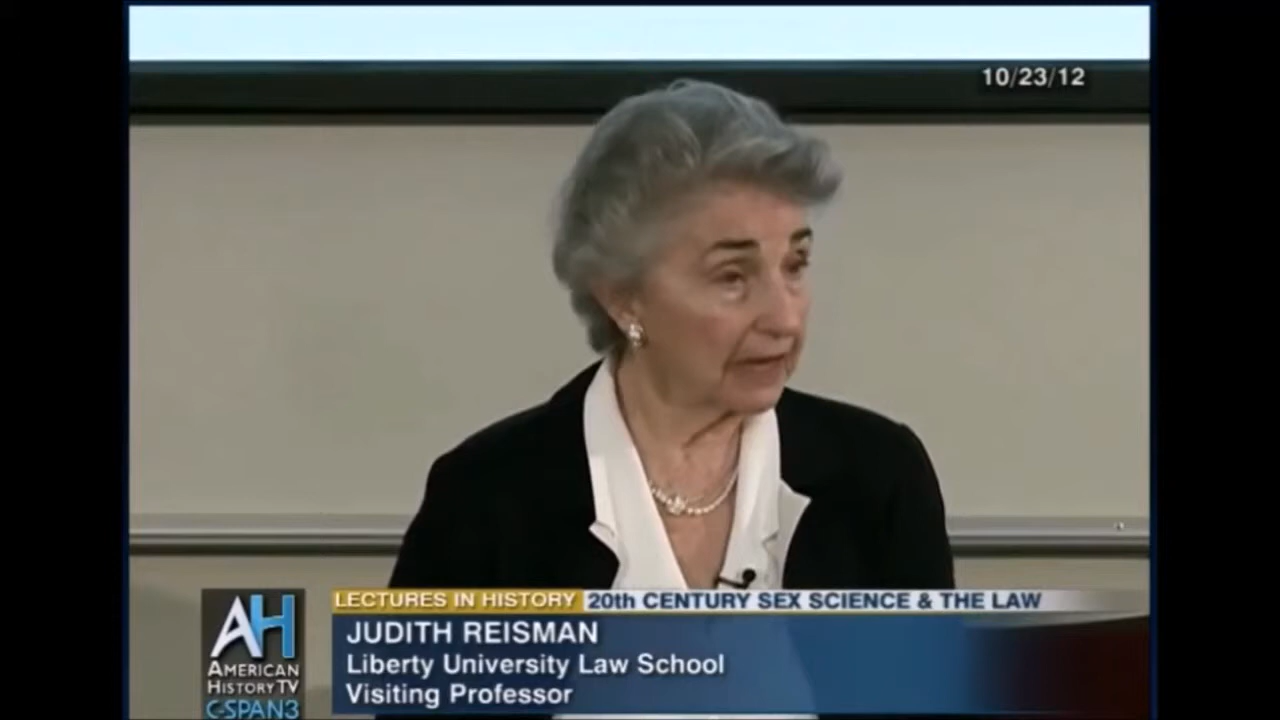 10/23/12
AH
AMERICAN
HISTORY TV
C-SPAN3
LECTURES IN HISTORY 20th CENTURY SEX SCIENCE & THE LAW
JUDITH REISMAN
Liberty University Law School
Visiting Professor